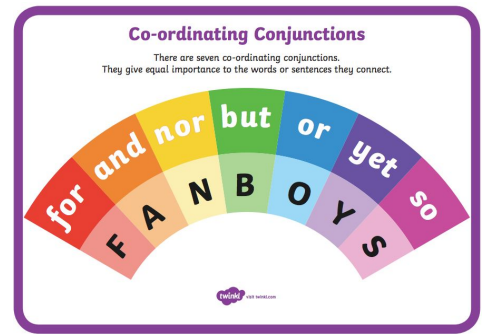 Co-ordinating Conjunctions
There are seven co-ordinating conjunctions.
They give equal importance to the words or sentences they connect.
for and nor but or yet so
F A N B O Y S
twinkl visit twinkl.com